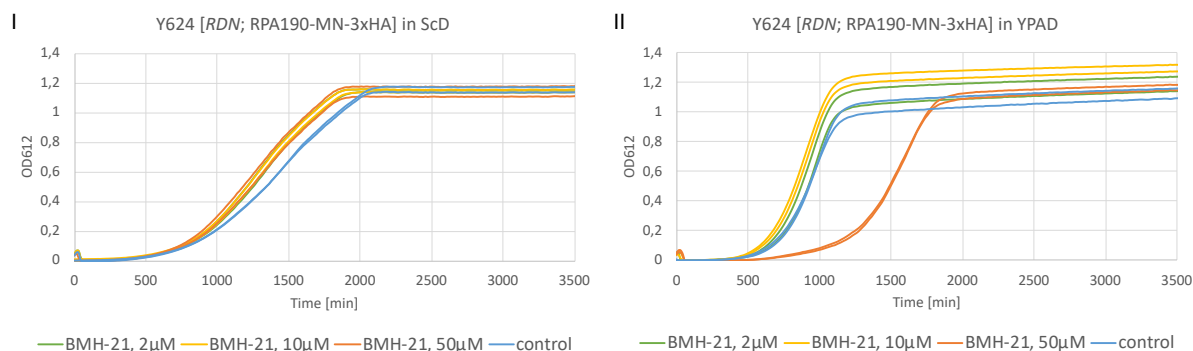 I
Y624 [RDN; RPA190-MN-3xHA] in ScD
1,4
1,2
1
0,8
0,6
0,4
0,2
0
OD612
0 500 1000 1500 2000 2500 3000 3500
Time [min]
BMH-21, 2µM BMH-21, 10µM BMH-21, 50µM control
II
Y624 [RDN; RPA190-MN-3xHA] in YPAD
1,4
1,2
1
0,8
0,6
0,4
0,2
0
OD612
0 500 1000 1500 2000 2500 3000 3500
Time [min]
BMH-21, 2µM BMH-21, 10µM BMH-21, 50µM control